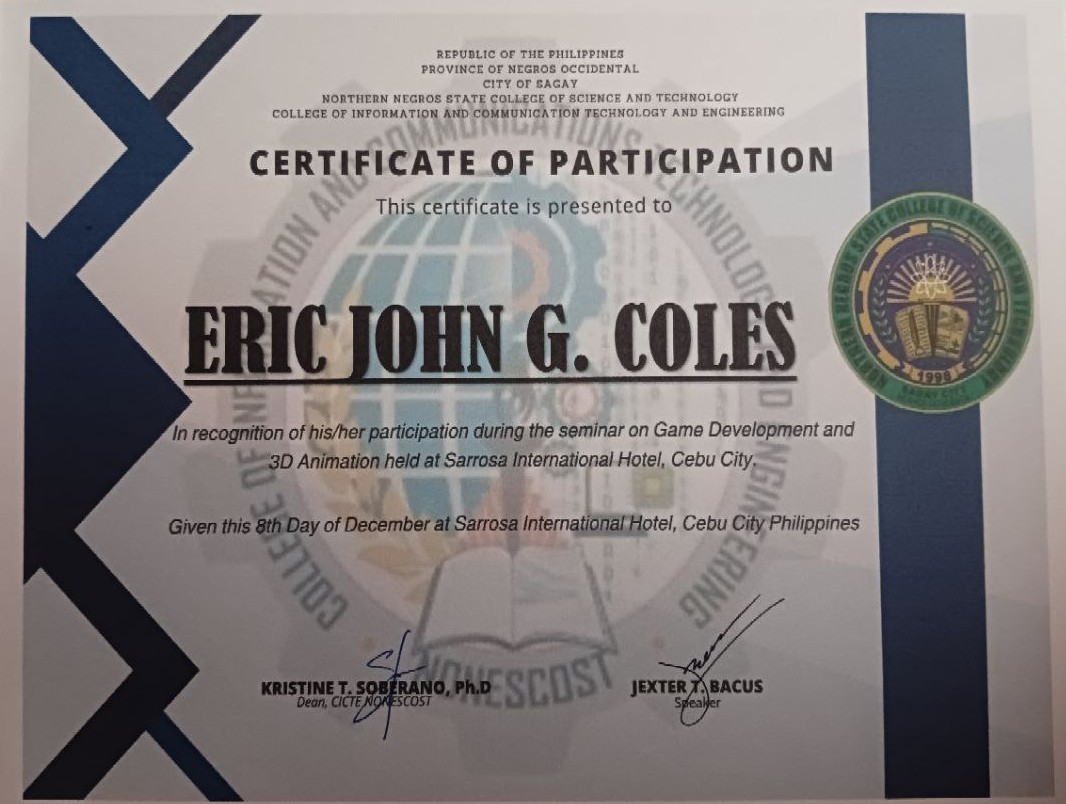 REPUBLIC OF THE PHILIPPINES
PROVINCE OF NEGROS OCCIDENTAL
CITY OF SAGAY
NORTHERN NEGROS STATE COLLEGE OF SCIENCE AND TECHNOLOGY
COLLEGE OF INFORMATION AND COMMUNICATION TECHNOLOGY AND ENGINEERING
CERTIFICATE OF PARTICIPATION
This certificate is presented to
ERIC JOHN G. COLES
In recognition of his/her participation during the seminar on Game Development and
3D Animation held at Sarrosa International Hotel, Cebu City.
Given this 8th Day of December at Sarrosa International Hotel, Cebu City Philippines
KRISTINE T. SOBERANO, Ph.D
Dean, CICTE NONESCOST
JEXTER T. BACUS
Speaker
COLLEGE OF INFORMATION AND COMMUNICATIONS TECHNOLOGY AND ENGINEERING
NONESCOST
NORTHERN NEGROS STATE COLLEGE OF SCIENCE AND TECHNOLOGY
1998
SAGAY CITY